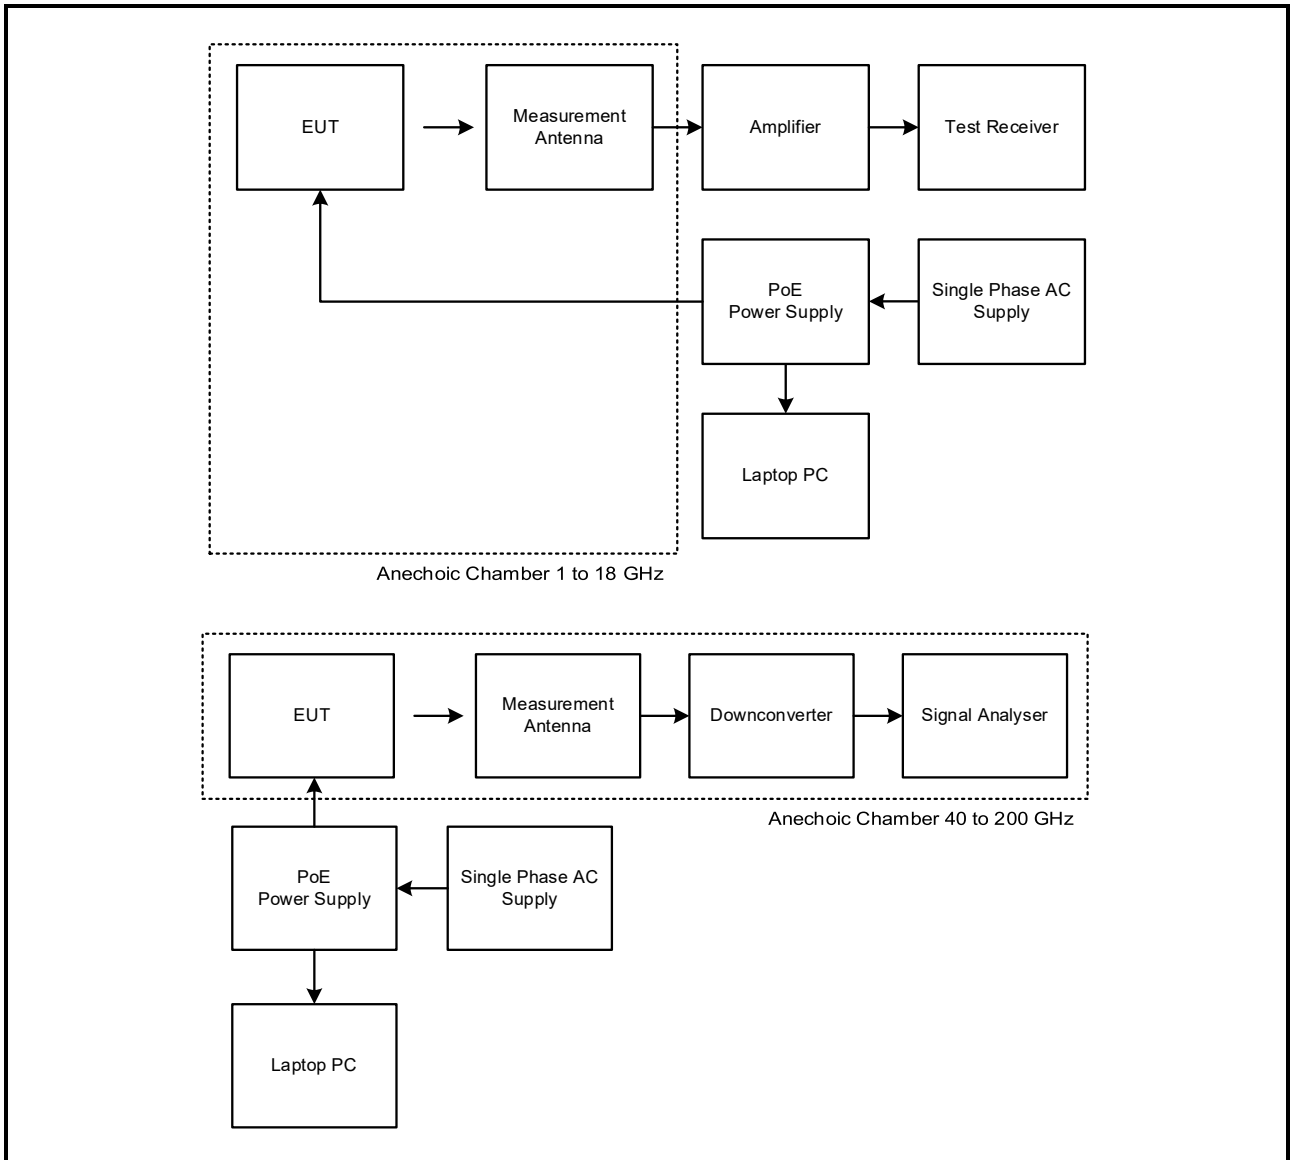 EUT
Measurement
Antenna
Amplifier
Test Receiver
PoE
Power Supply
Single Phase AC
Supply
Laptop PC
Anechoic Chamber 1 to 18 GHz
EUT
Measurement
Antenna
Downconverter
Signal Analyser
Anechoic Chamber 40 to 200 GHz
PoE
Power Supply
Single Phase AC
Supply
Laptop PC